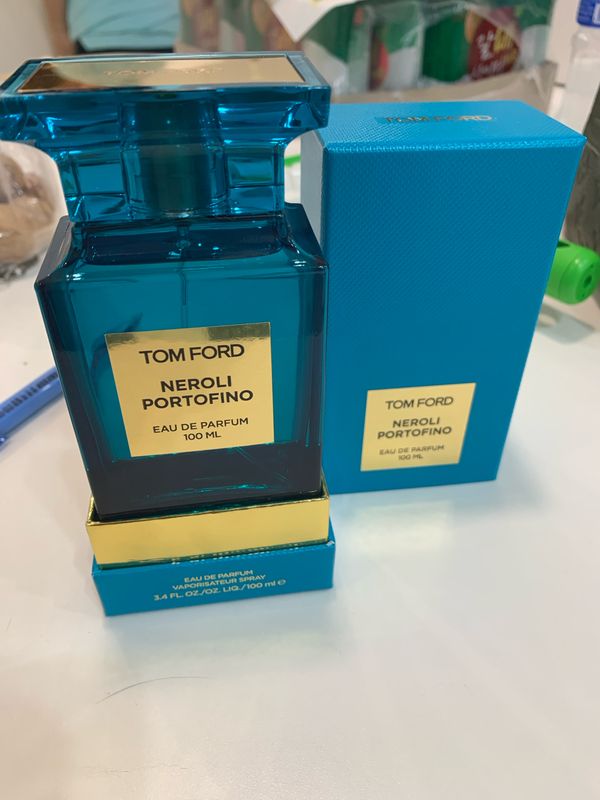 TOM FORD
TOM FORD
NEROLI
PORTOFINO
EAU DE PARFUM
100 ML
EAU DE PARFUM
VAPORISATEUR SPRAY
3.4 FL. OZ./OZ. LIQ./100 ml ℮
TOM FORD
TOM FORD
NEROLI
PORTOFINO
EAU DE PARFUM
100 ML